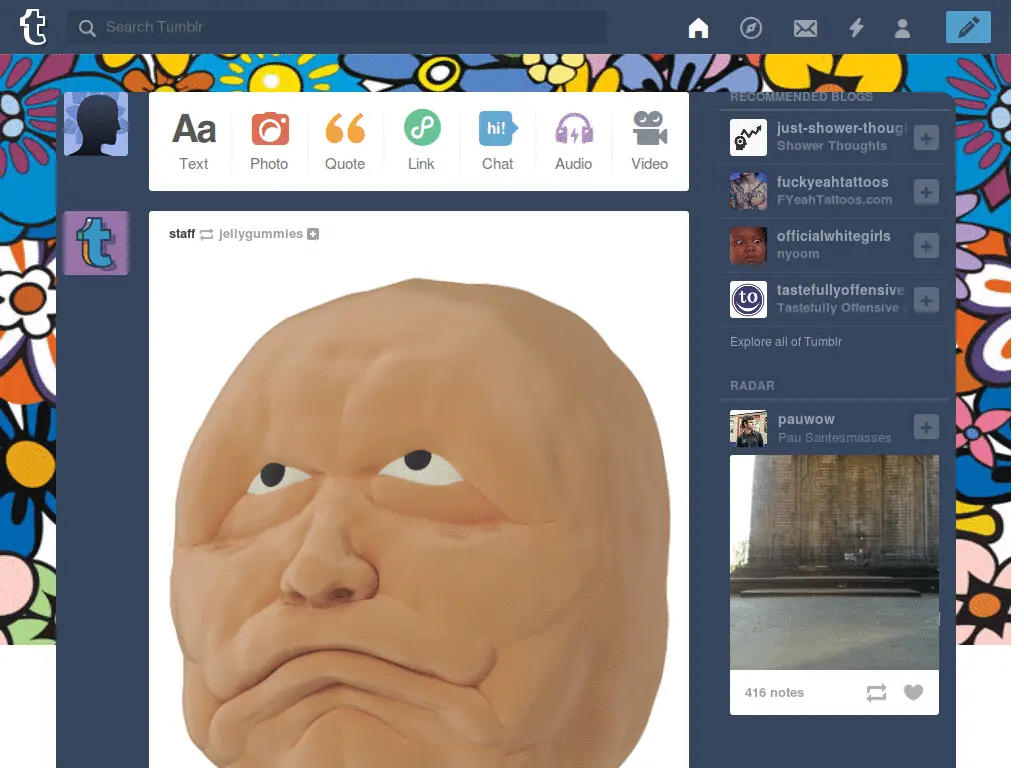 t
Search Tumblr
Aa
hi!
Text
Photo
Quote
Link
Chat
Audio
Video
t
staff jellygummies
RECOMMENDED BLOGS
just-shower-thoug
Shower Thoughts
fuckyeahtattoos
FYeahTattoos.com
officialwhitegirls
nyoom
to
tastefullyoffensive
Tastefully Offensive
Explore all of Tumblr
RADAR
pauwow
Pau Santesmasses
416 notes